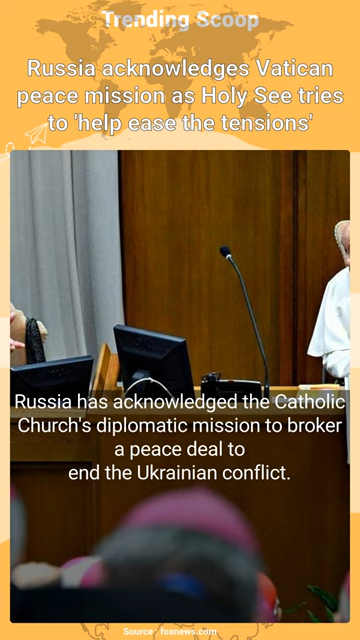 Trending Scoop
Russia acknowledges Vatican
peace mission as Holy See tries
to 'help ease the tensions'
Russia has acknowledged the Catholic
Church's diplomatic mission to broker
a peace deal to
end the Ukrainian conflict.
Source : foxnews.com